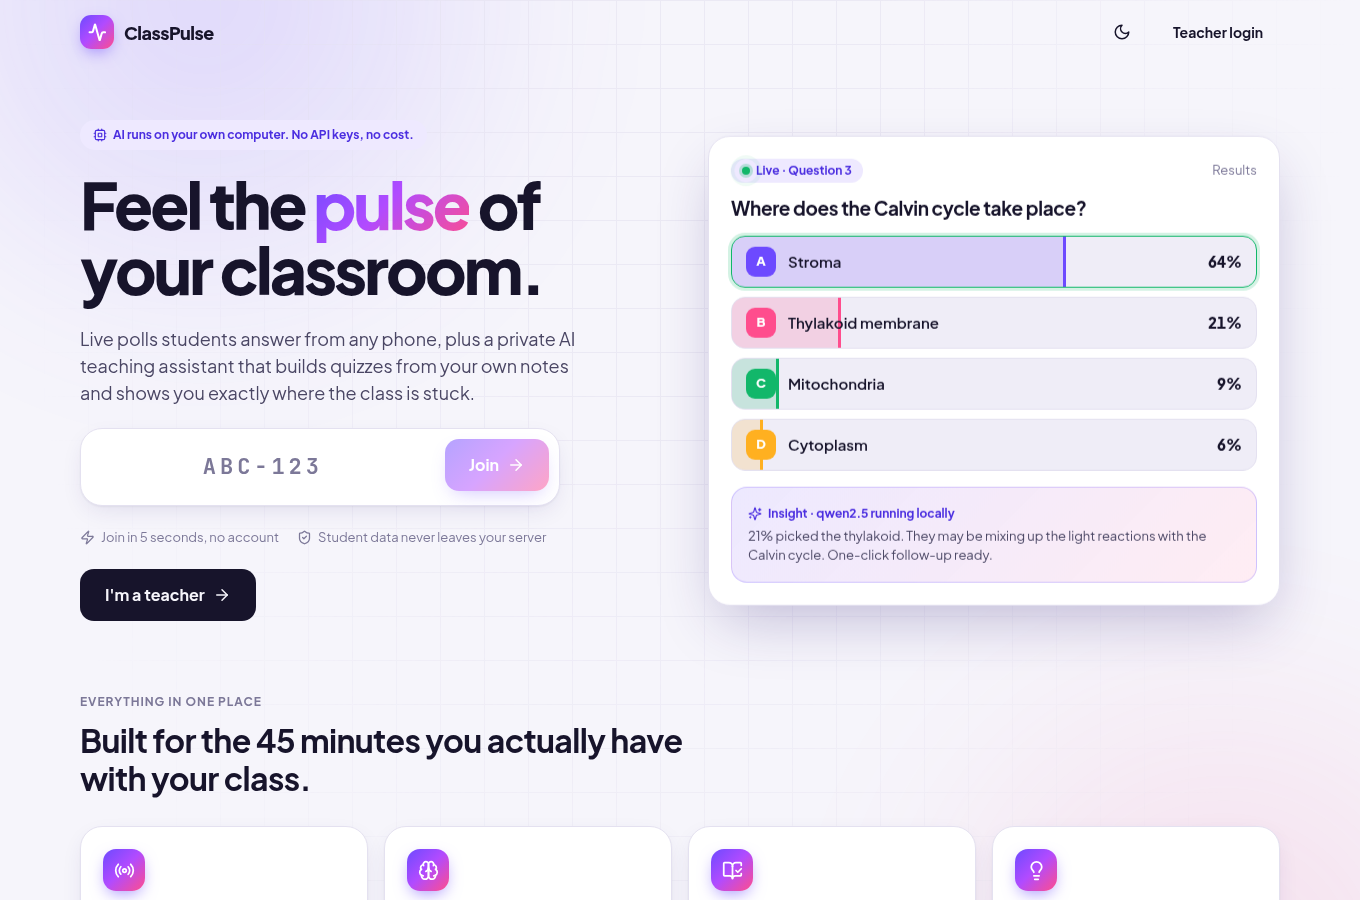 ClassPulse
Teacher login
AI runs on your own computer. No API keys, no cost.
Feel the pulse of
your classroom.
Live polls students answer from any phone, plus a private AI
teaching assistant that builds quizzes from your own notes
and shows you exactly where the class is stuck.
ABC-123
Join
Join in 5 seconds, no account
Student data never leaves your server
I'm a teacher
Live · Question 3
Results
Where does the Calvin cycle take place?
A Stroma 64%
B Thylakoid membrane 21%
C Mitochondria 9%
D Cytoplasm 6%
Insight · qwen2.5 running locally
21% picked the thylakoid. They may be mixing up the light reactions with the
Calvin cycle. One-click follow-up ready.
EVERYTHING IN ONE PLACE
Built for the 45 minutes you actually have
with your class.